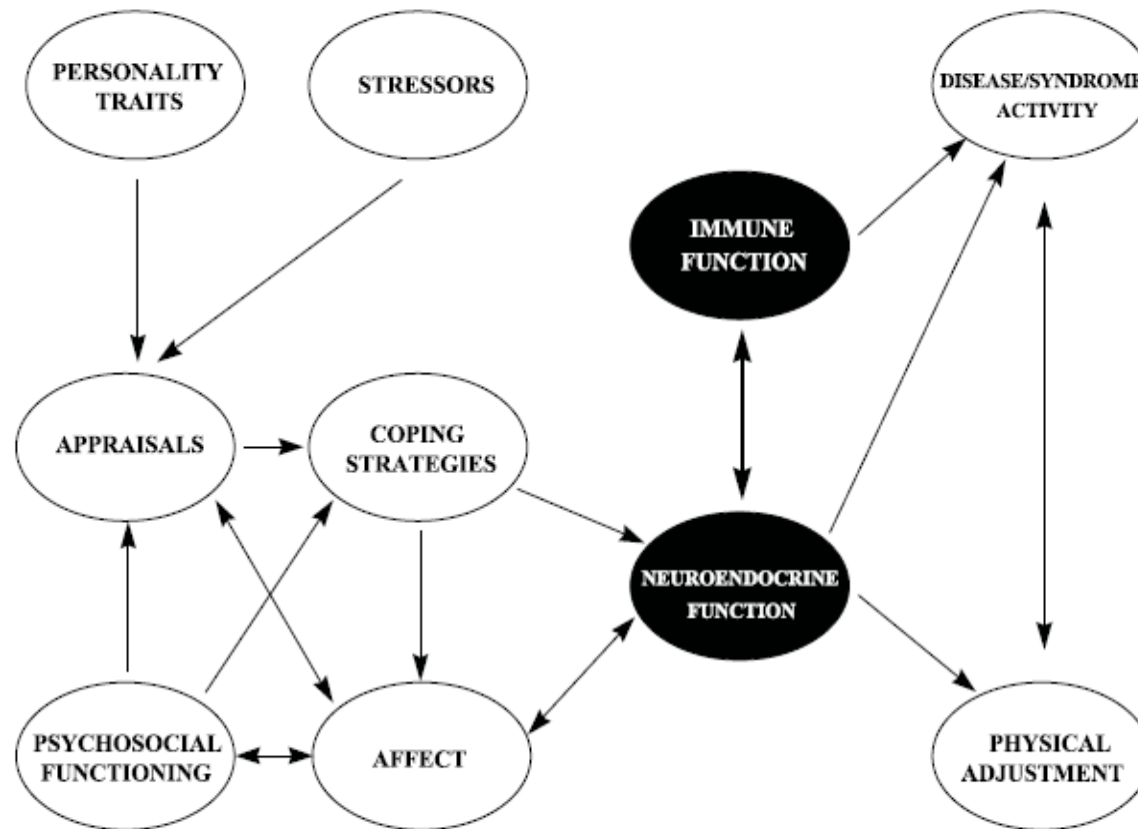 PERSONALITY
TRAITS
STRESSORS
DISEASE/SYNDROME
ACTIVITY
IMMUNE
FUNCTION
APPRAISALS
COPING
STRATEGIES
NEUROENDOCRINE
FUNCTION
PSYCHOSOCIAL
FUNCTIONING
AFFECT
PHYSICAL
ADJUSTMENT